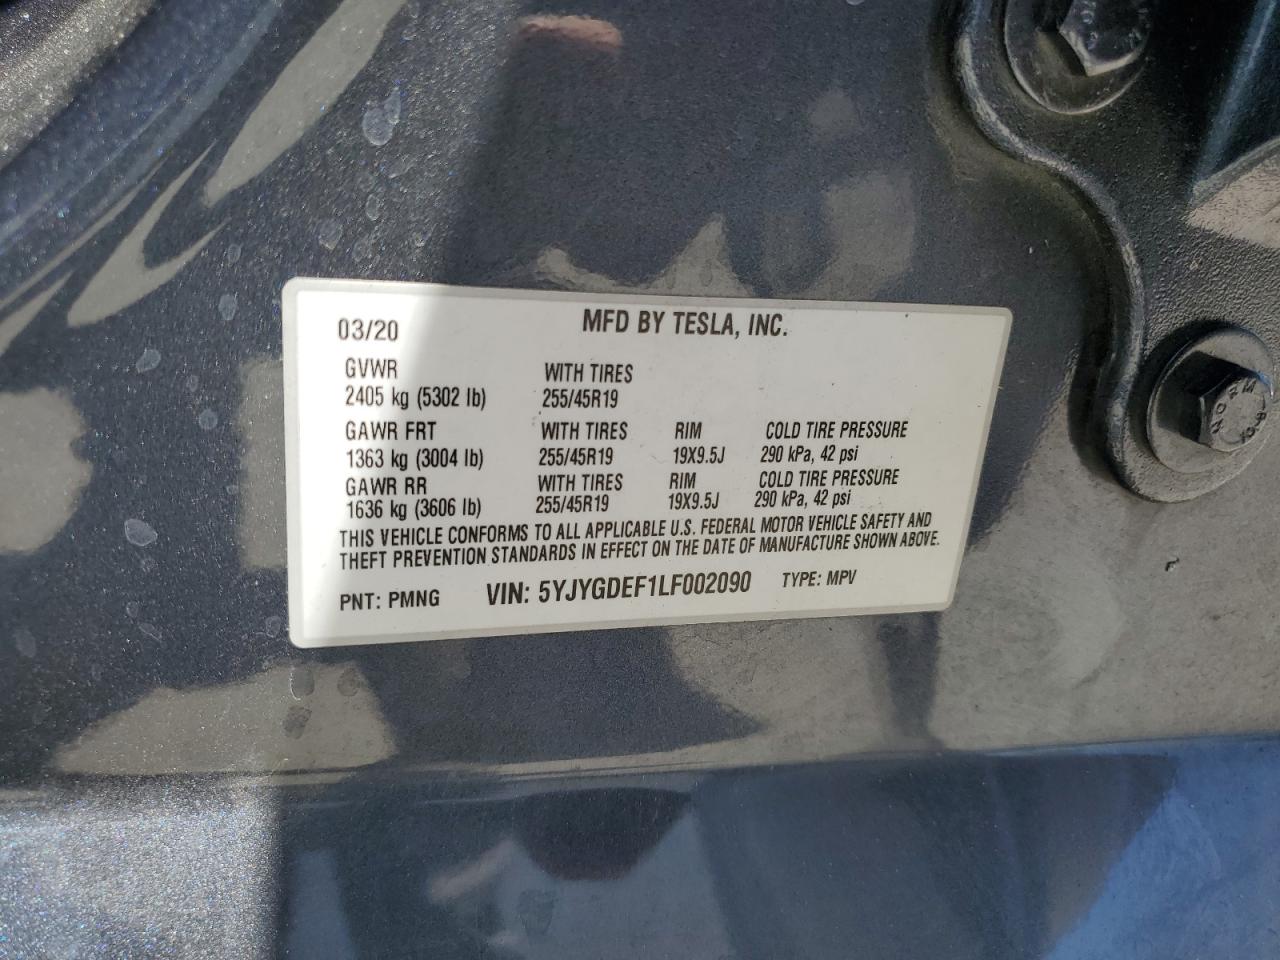 03/20 MFD BY TESLA, INC.
GVWR WITH TIRES
2405 kg (5302 lb) 255/45R19
GAWR FRT WITH TIRES RIM COLD TIRE PRESSURE
1363 kg (3004 lb) 255/45R19 19X9.5J 290 kPa, 42 psi
GAWR RR WITH TIRES RIM COLD TIRE PRESSURE
1636 kg (3606 lb) 255/45R19 19X9.5J 290 kPa, 42 psi
THIS VEHICLE CONFORMS TO ALL APPLICABLE U.S. FEDERAL MOTOR VEHICLE SAFETY AND
THEFT PREVENTION STANDARDS IN EFFECT ON THE DATE OF MANUFACTURE SHOWN ABOVE.
PNT: PMNG VIN: 5YJYGDEF1LF002090 TYPE: MPV